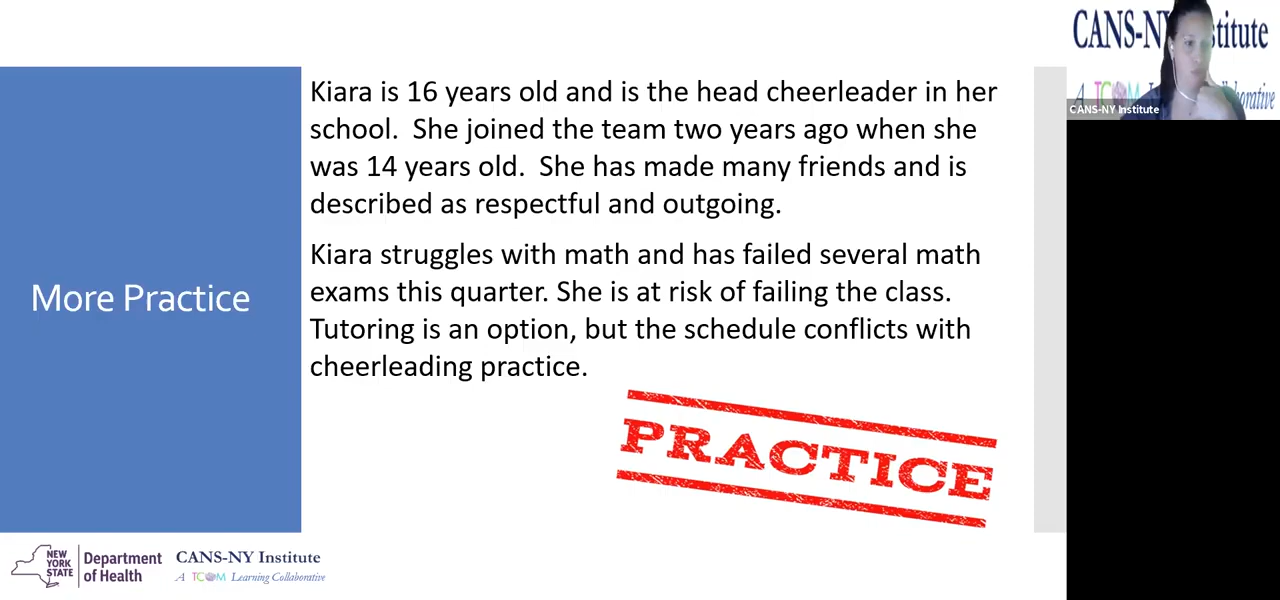 Kiara is 16 years old and is the head cheerleader in her
school.  She joined the team two years ago when she
was 14 years old.  She has made many friends and is
described as respectful and outgoing.
Kiara struggles with math and has failed several math
exams this quarter. She is at risk of failing the class.
Tutoring is an option, but the schedule conflicts with
cheerleading practice.
More Practice
PRACTICE
NEW
YORK
STATE
Department
of Health
CANS-NY Institute
A TCOM Learning Collaborative
CANS-NY
CANS-NY Institute